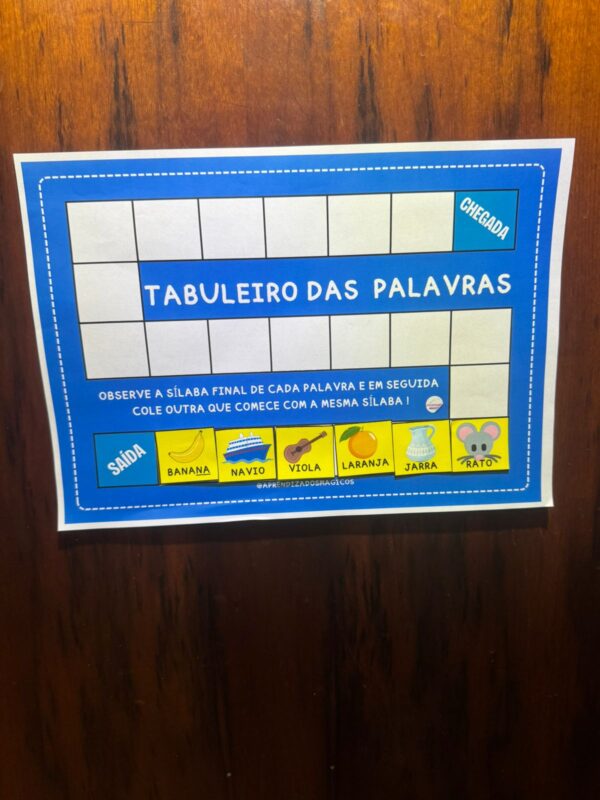 CHEGADA
TABULEIRO DAS PALAVRAS
OBSERVE A SÍLABA FINAL DE CADA PALAVRA E EM SEGUIDA
COLE OUTRA QUE COMECE COM A MESMA SÍLABA !
SAÍDA
BANANA
NAVIO
VIOLA
LARANJA
JARRA
RATO
@APRENDIZADOSMAGICOS